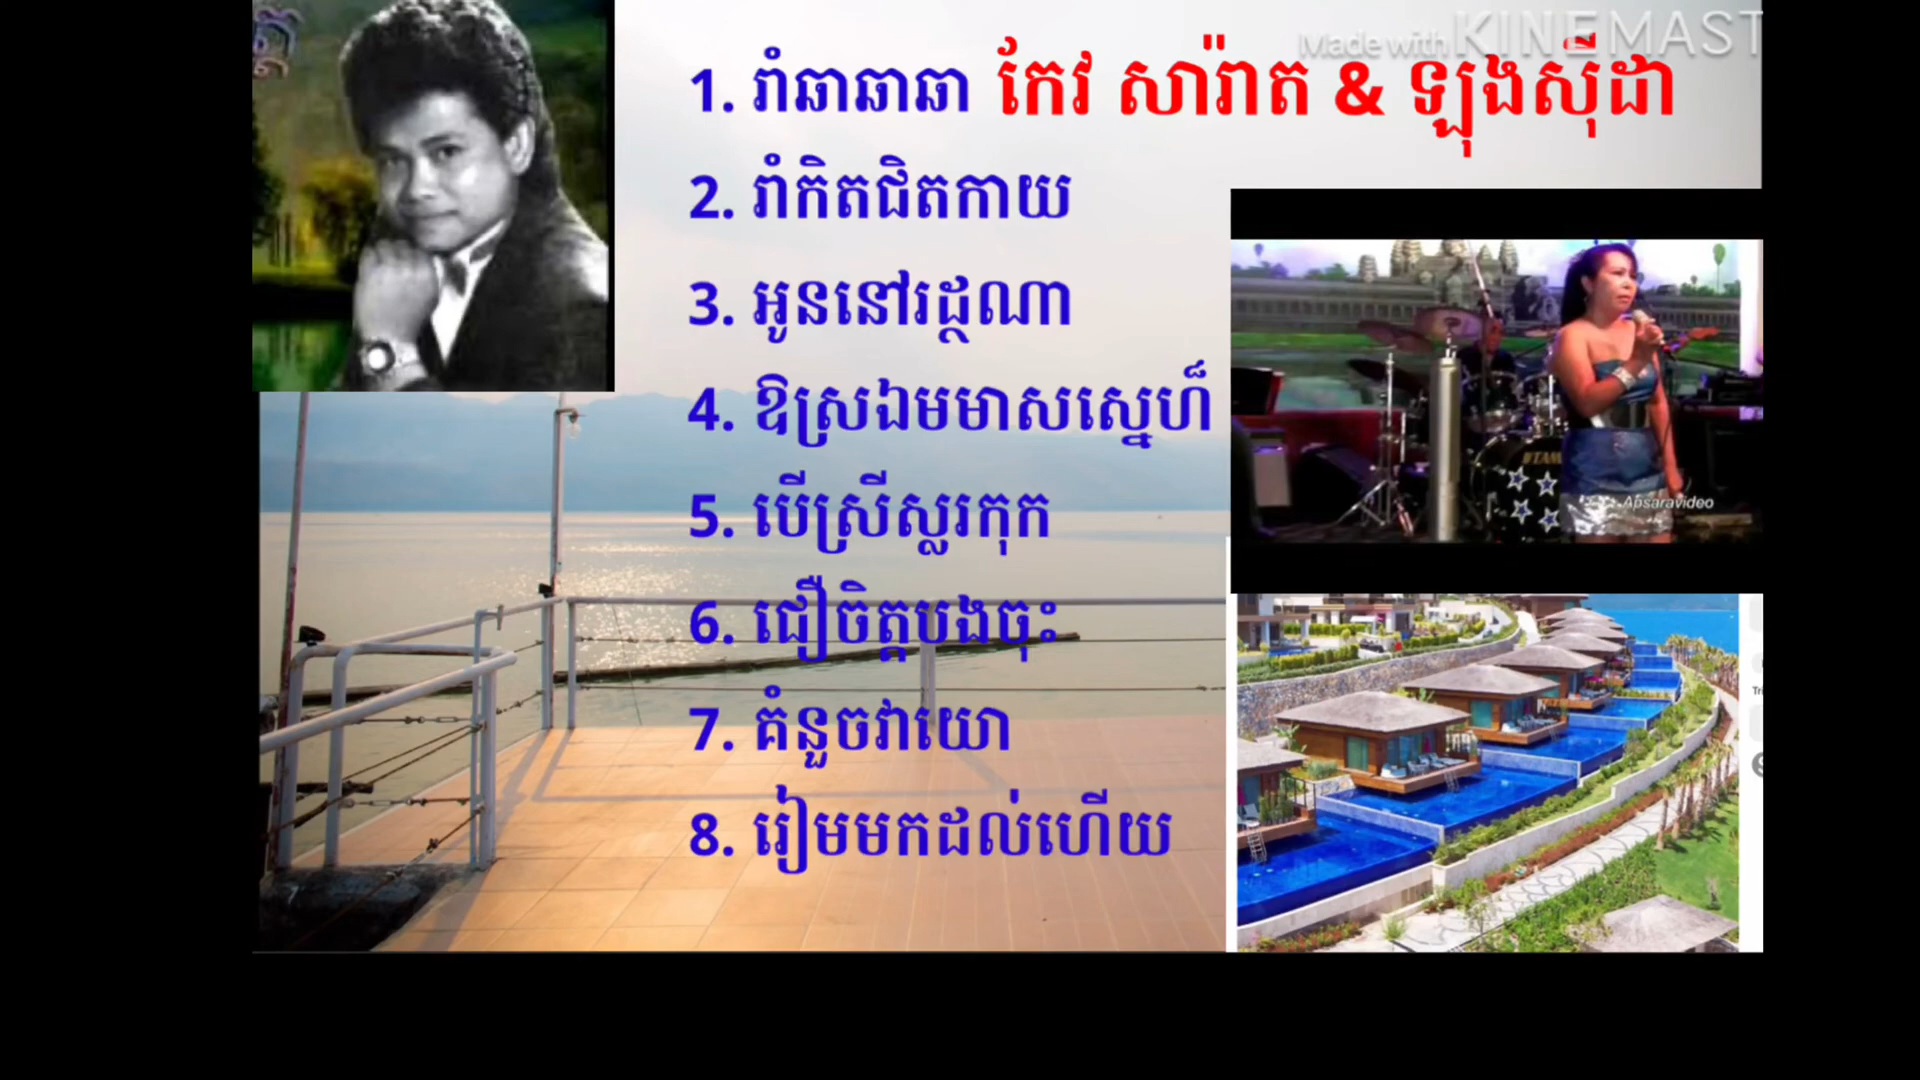 Made with KINEMAST
1. រាំឆាឆាឆា កែវ សារ៉ាត & ឡុងស៊ីដា
2. រាំកិតជិតកាយ
3. អូននៅរដ្ឋណា
4. ឱស្រឯមមាសស្នេហ៏
5. បើស្រីស្លរកុក
6. ជឿចិត្តបងចុះ
7. គំនួចវាយោ
8. រៀមមកដល់ហើយ
TAMA
Apsaravideo